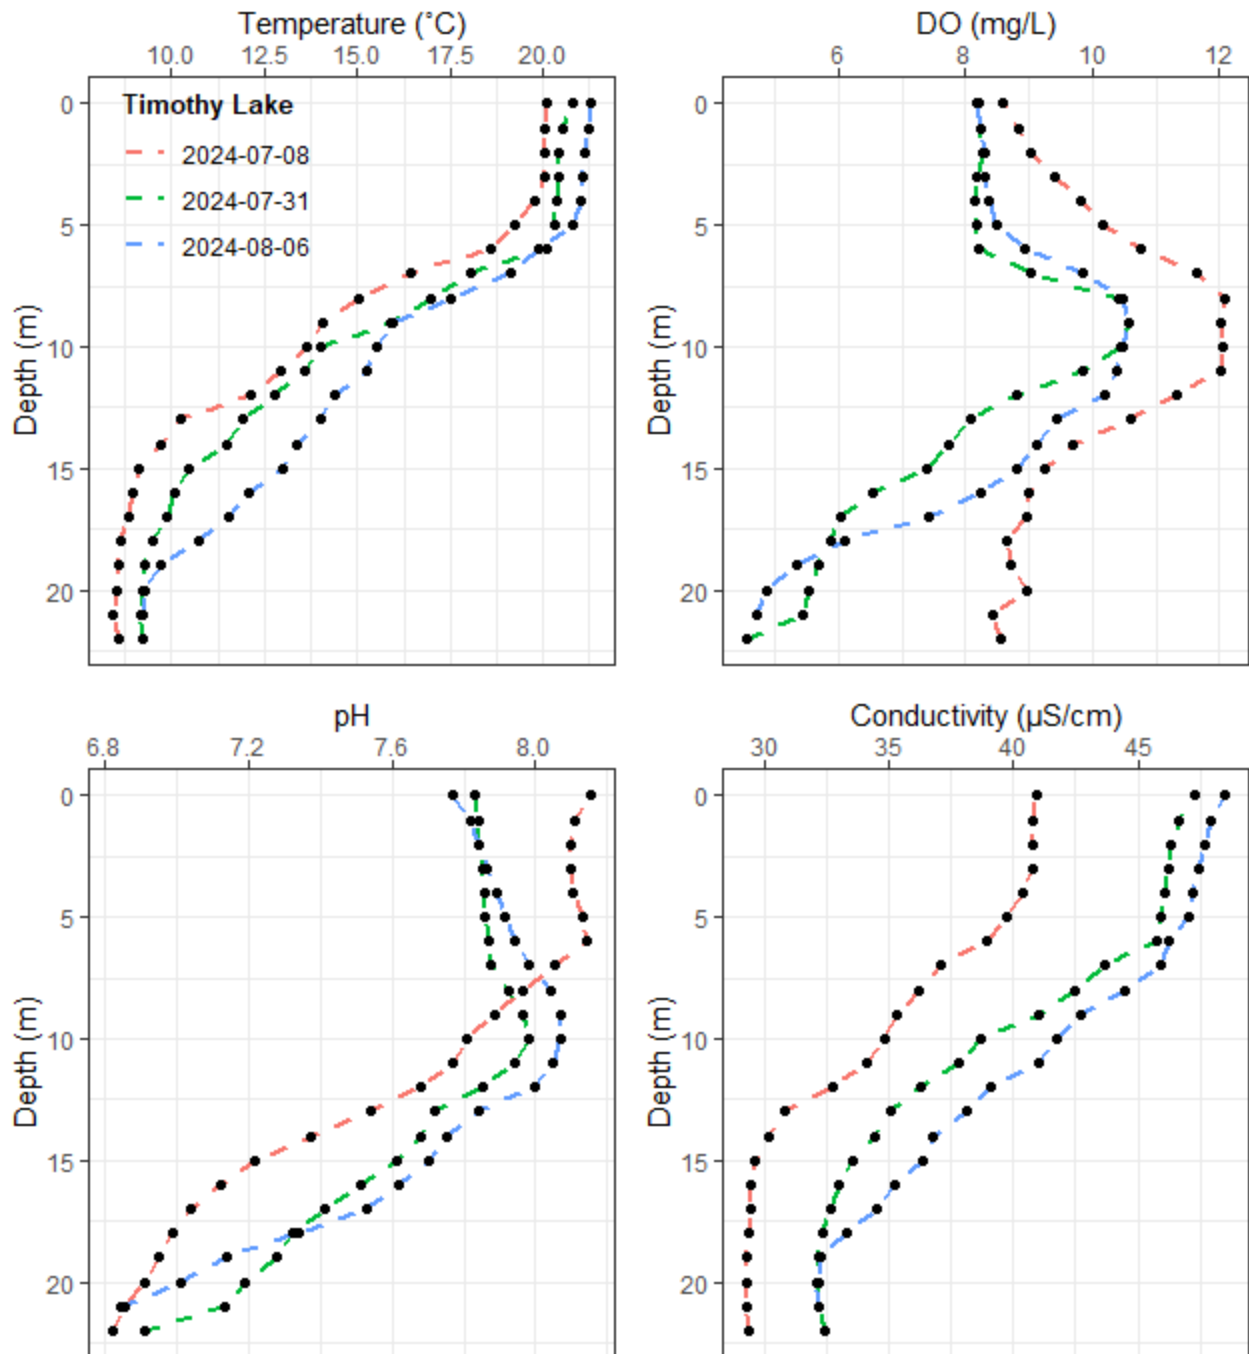 Temperature (°C)
10.0 12.5 15.0 17.5 20.0
Depth (m)
0
5
10
15
20
Timothy Lake
2024-07-08
2024-07-31
2024-08-06
DO (mg/L)
6 8 10 12
Depth (m)
0
5
10
15
20
pH
6.8 7.2 7.6 8.0
Depth (m)
0
5
10
15
20
Conductivity (µS/cm)
30 35 40 45
Depth (m)
0
5
10
15
20